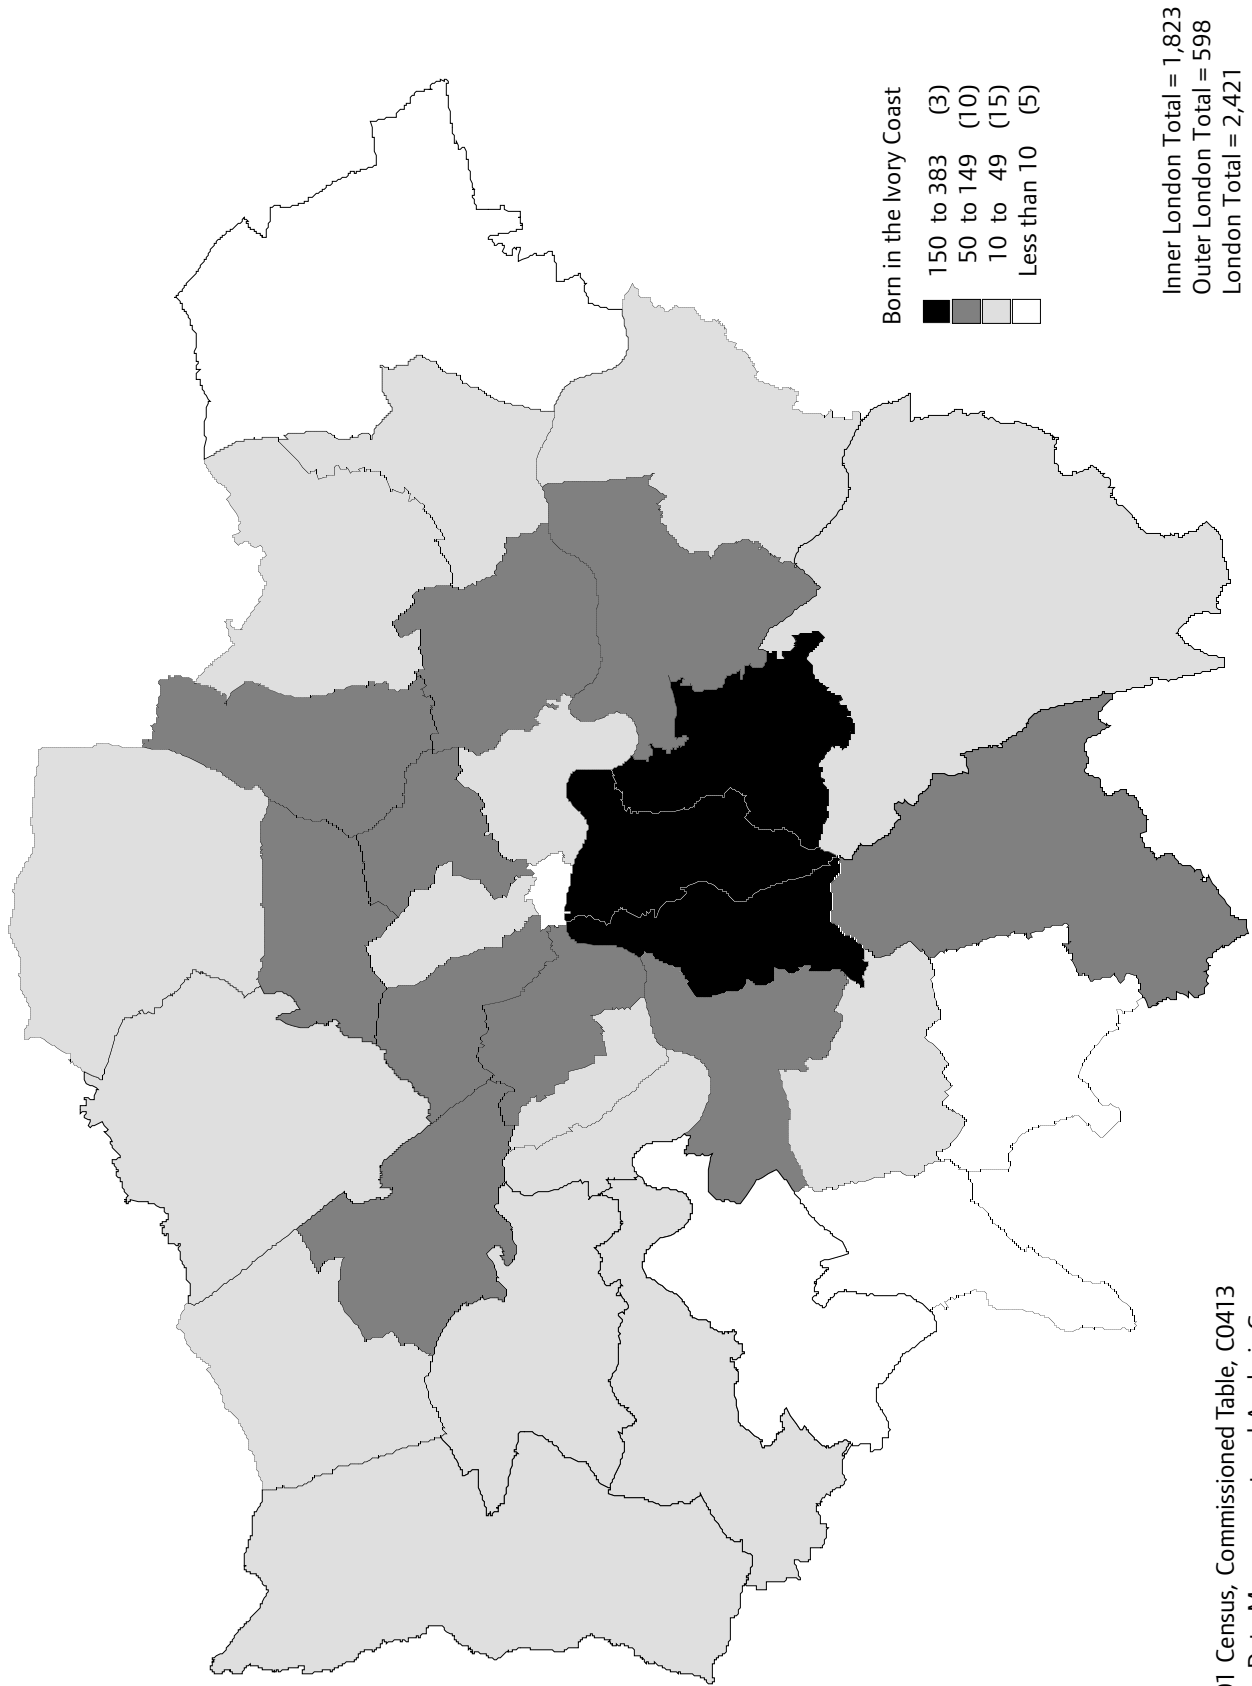 Born in the Ivory Coast
150 to 383 (3)
50 to 149 (10)
10 to 49 (15)
Less than 10 (5)
Inner London Total = 1,823
Outer London Total = 598
London Total = 2,421
Census, Commissioned Table, C0413